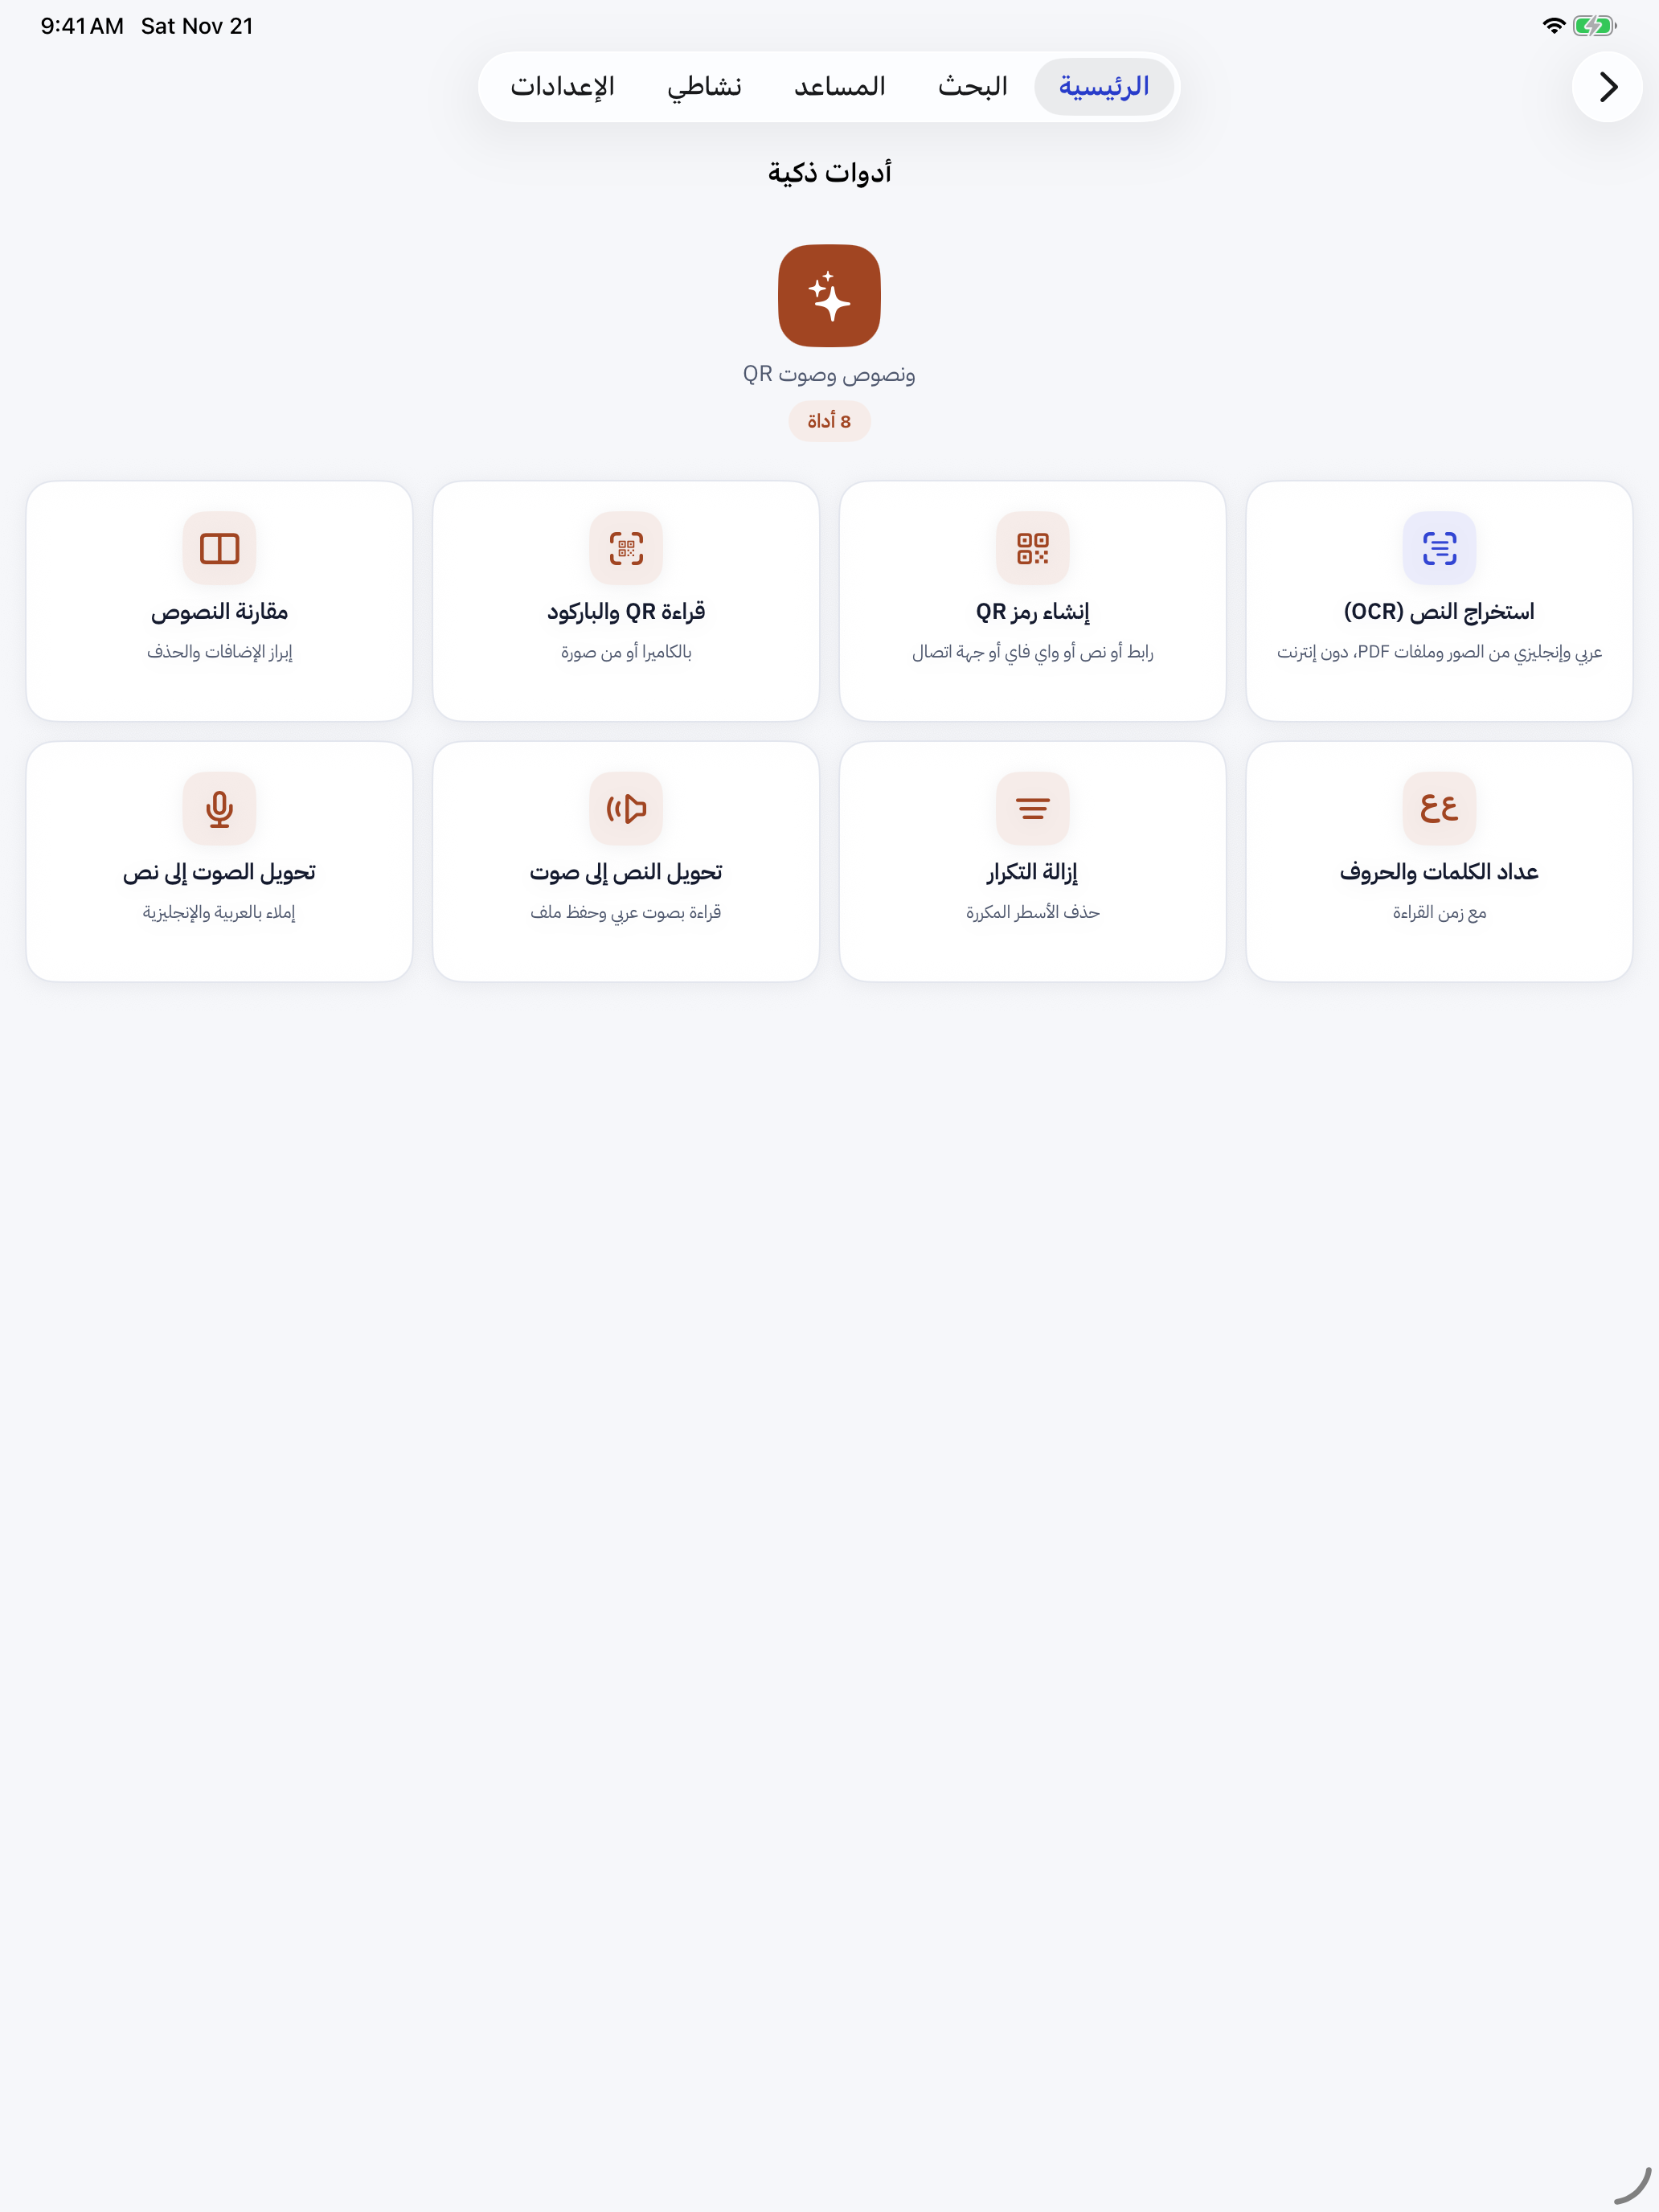 9:41 AM Sat Nov 21
الرئيسية البحث المساعد نشاطي الإعدادات
أدوات ذكية
QR ونصوص وصوت
8 أداة
استخراج النص (OCR)
عربي وإنجليزي من الصور وملفات PDF، دون إنترنت
إنشاء رمز QR
رابط أو نص أو واي فاي أو جهة اتصال
قراءة QR والباركود
بالكاميرا أو من صورة
مقارنة النصوص
إبراز الإضافات والحذف
عداد الكلمات والحروف
مع زمن القراءة
إزالة التكرار
حذف الأسطر المكررة
تحويل النص إلى صوت
قراءة بصوت عربي وحفظ ملف
تحويل الصوت إلى نص
إملاء بالعربية والإنجليزية